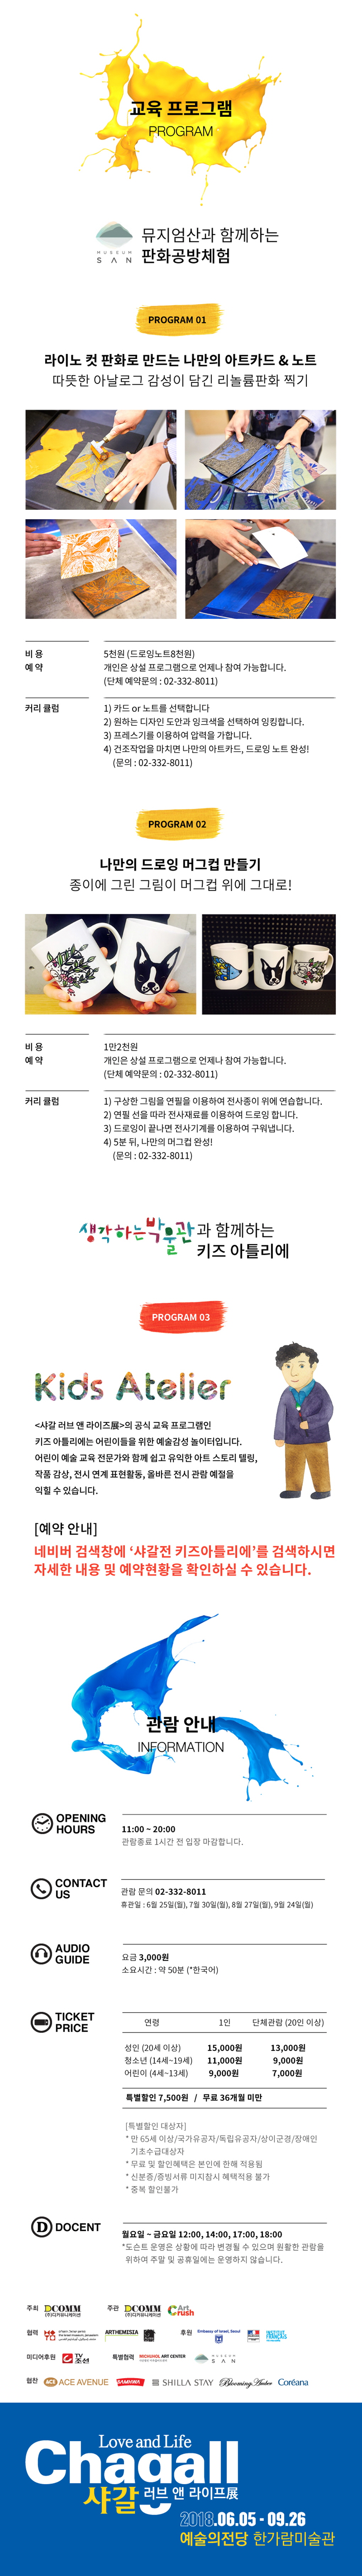 교육 프로그램
PROGRAM
MUSEUM
SAN
뮤지엄산과 함께하는
판화공방체험
PROGRAM 01
라이노 컷 판화로 만드는 나만의 아트카드 & 노트
따뜻한 아날로그 감성이 담긴 리놀륨판화 찍기
비 용 5천원 (드로잉노트8천원)
예 약 개인은 상설 프로그램으로 언제나 참여 가능합니다.
(단체 예약문의 : 02-332-8011)
커리 큘럼 1) 카드 or 노트를 선택합니다
2) 원하는 디자인 도안과 잉크색을 선택하여 잉킹합니다.
3) 프레스기를 이용하여 압력을 가합니다.
4) 건조작업을 마치면 나만의 아트카드, 드로잉 노트 완성!
(문의 : 02-332-8011)
PROGRAM 02
나만의 드로잉 머그컵 만들기
종이에 그린 그림이 머그컵 위에 그대로!
비 용 1만2천원
예 약 개인은 상설 프로그램으로 언제나 참여 가능합니다.
(단체 예약문의 : 02-332-8011)
커리 큘럼 1) 구상한 그림을 연필을 이용하여 전사종이 위에 연습합니다.
2) 연필 선을 따라 전사재료를 이용하여 드로잉 합니다.
3) 드로잉이 끝나면 전사기계를 이용하여 구워냅니다.
4) 5분 뒤, 나만의 머그컵 완성!
(문의 : 02-332-8011)
생각하는박물관과 함께하는
키즈 아틀리에
PROGRAM 03
Kids Atelier
<샤갈 러브 앤 라이즈展>의 공식 교육 프로그램인
키즈 아틀리에는 어린이들을 위한 예술감성 놀이터입니다.
어린이 예술 교육 전문가와 함께 쉽고 유익한 아트 스토리 텔링,
작품 감상, 전시 연계 표현활동, 올바른 전시 관람 예절을
익힐 수 있습니다.
[예약 안내]
네비버 검색창에 ‘샤갈전 키즈아틀리에’를 검색하시면
자세한 내용 및 예약현황을 확인하실 수 있습니다.
관람 안내
INFORMATION
OPENING
HOURS
11:00 ~ 20:00
관람종료 1시간 전 입장 마감합니다.
CONTACT
US
관람 문의 02-332-8011
휴관일 : 6월 25일(월), 7월 30일(월), 8월 27일(월), 9월 24일(월)
AUDIO
GUIDE
요금 3,000원
소요시간 : 약 50분 (*한국어)
TICKET
PRICE
연령 1인 단체관람 (20인 이상)
성인 (20세 이상) 15,000원 13,000원
청소년 (14세~19세) 11,000원 9,000원
어린이 (4세~13세) 9,000원 7,000원
특별할인 7,500원 / 무료 36개월 미만
[특별할인 대상자]
* 만 65세 이상/국가유공자/독립유공자/상이군경/장애인
기초수급대상자
* 무료 및 할인혜택은 본인에 한해 적용됨
* 신분증/증빙서류 미지참시 혜택적용 불가
* 중복 할인불가
D DOCENT
월요일 ~ 금요일 12:00, 14:00, 17:00, 18:00
*도슨트 운영은 상황에 따라 변경될 수 있으며 원활한 관람을
위하여 주말 및 공휴일에는 운영하지 않습니다.
주최 DCOMM (주)디커뮤니케이션 주관 DCOMM (주)디커뮤니케이션 Art Crush
협력 ARTHEMISIA 후원 Embassy of Israel, Seoul INSTITUT FRANÇAIS
미디어후원 TV조선 특별협력 BECHGHOL ART CENTER MUSEUM SAN
협찬 ACE AVENUE SHILLA STAY Blooming Amber Coréana
Love and Life
Chagall
샤갈 러브 앤 라이프展
2018.06.05 - 09.26
예술의전당 한가람미술관